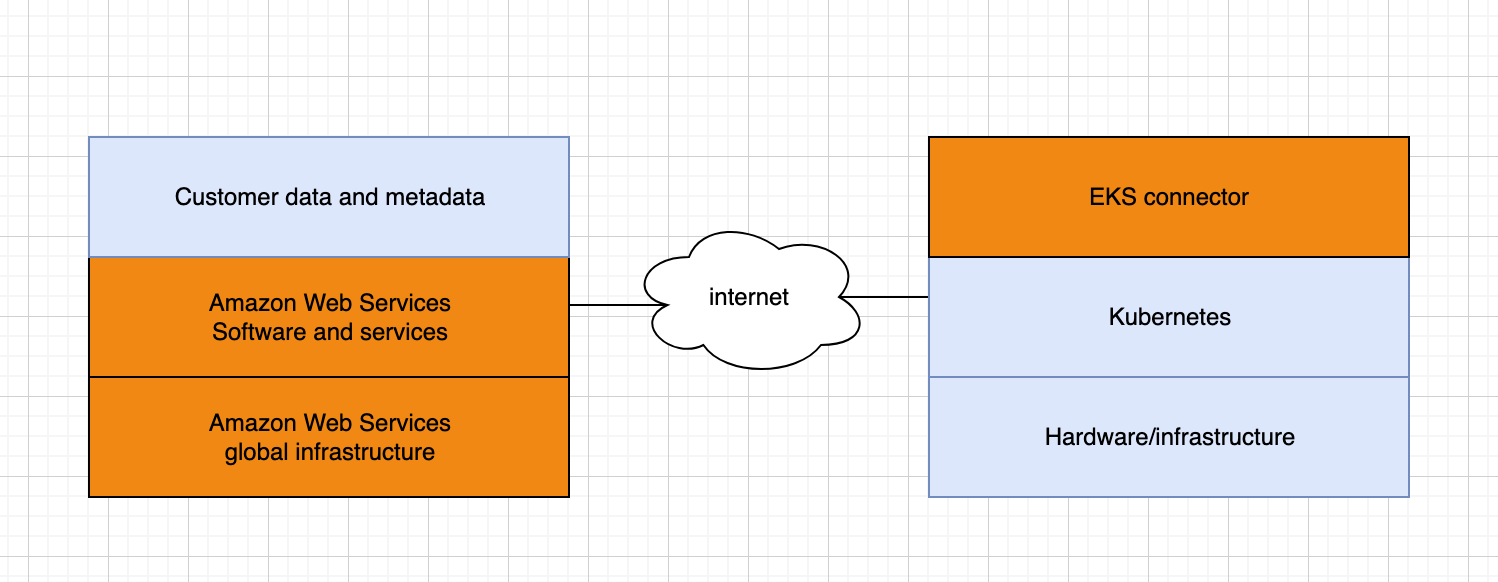 Customer data and metadata
Amazon Web Services
Software and services
Amazon Web Services
global infrastructure
internet
EKS connector
Kubernetes
Hardware/infrastructure